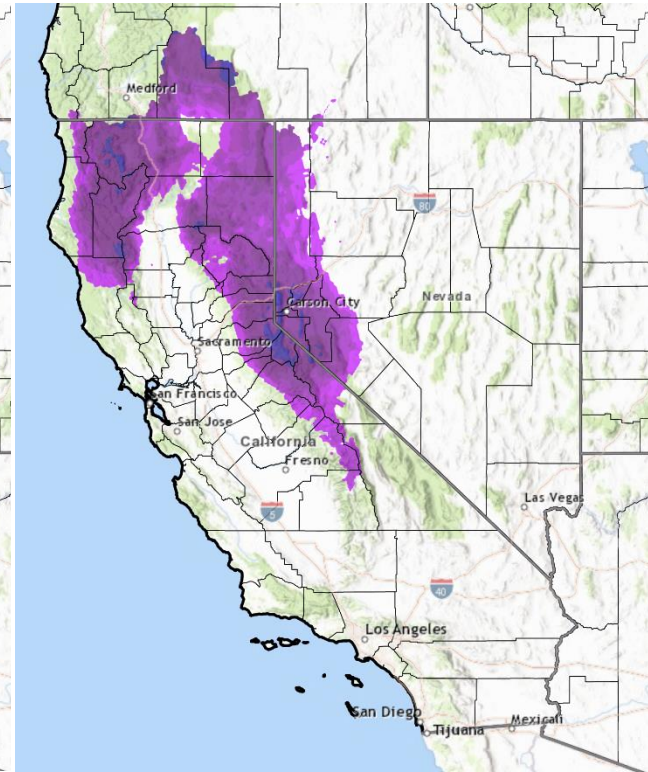 Medford
80
Carson City
Nevada
Sacramento
San Francisco
San Jose
California
Fresno
Las Vegas
5
40
Los Angeles
San Diego
Tijuana
Mexicali